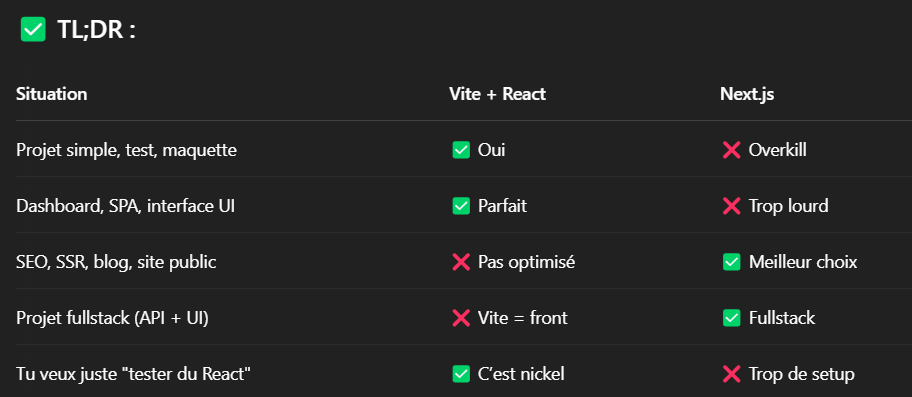 ✅ TL;DR :
Situation Vite + React Next.js
Projet simple, test, maquette ✅ Oui ❌ Overkill
Dashboard, SPA, interface UI ✅ Parfait ❌ Trop lourd
SEO, SSR, blog, site public ❌ Pas optimisé ✅ Meilleur choix
Projet fullstack (API + UI) ❌ Vite = front ✅ Fullstack
Tu veux juste "tester du React" ✅ C’est nickel ❌ Trop de setup